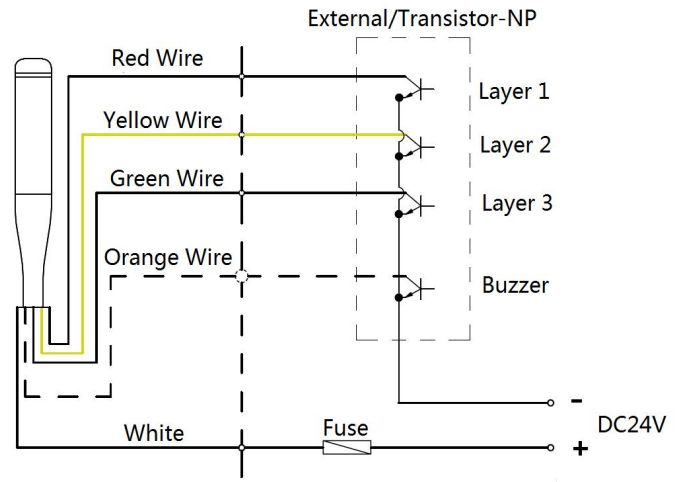 External/Transistor-NP
Red Wire
Layer 1
Yellow Wire
Layer 2
Green Wire
Layer 3
Orange Wire
Buzzer
-
DC24V
White
Fuse
+